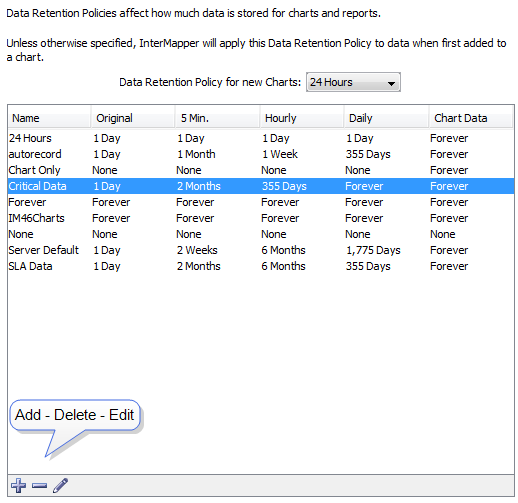 Data Retention Policies affect how much data is stored for charts and reports.
Unless otherwise specified, InterMapper will apply this Data Retention Policy to data when first added to
a chart.
Data Retention Policy for new Charts: 24 Hours
Name Original 5 Min. Hourly Daily Chart Data
24 Hours 1 Day 1 Day 1 Day 1 Day Forever
autorecord 1 Day 1 Month 1 Week 355 Days Forever
Chart Only None None None None Forever
Critical Data 1 Day 2 Months 355 Days Forever Forever
Forever Forever Forever Forever Forever Forever
IM46Charts Forever Forever Forever Forever Forever
None None None None None None
Server Default 1 Day 2 Weeks 6 Months 1,775 Days Forever
SLA Data 1 Day 2 Months 6 Months 355 Days Forever
Add - Delete - Edit